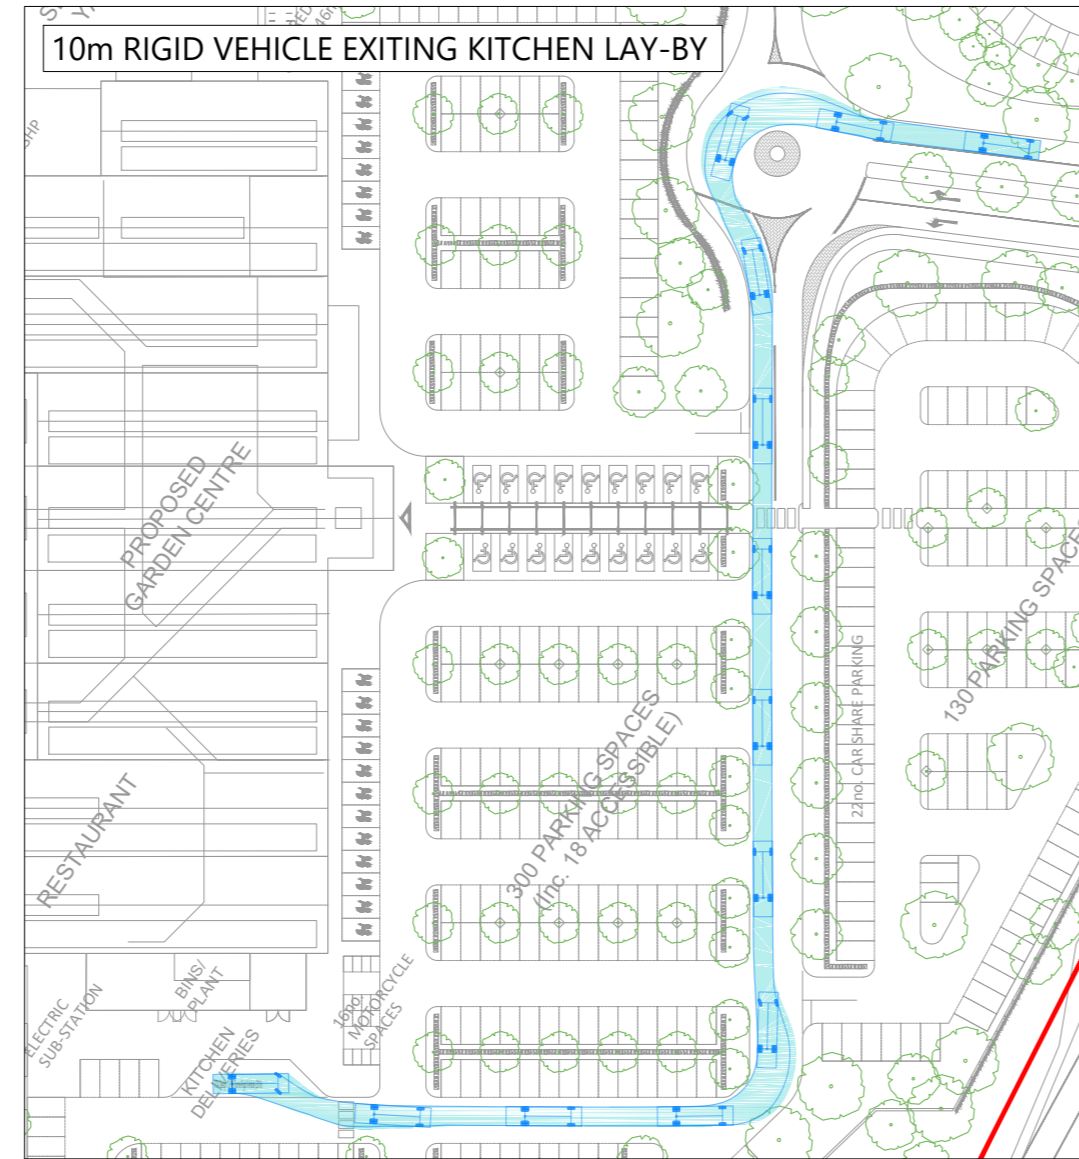 10m RIGID VEHICLE EXITING KITCHEN LAY-BY
PROPOSED
GARDEN CENTRE
RESTAURANT
300 PARKING SPACES
(Inc. 18 ACCESSIBLE)
22no. CAR SHARE PARKING
130 PARKING SPACE
ELECTRIC
SUB-STATION
BINS/
PLANT
KITCHEN
DELIVERIES
16no.
MOTORCYCLE
SPACES